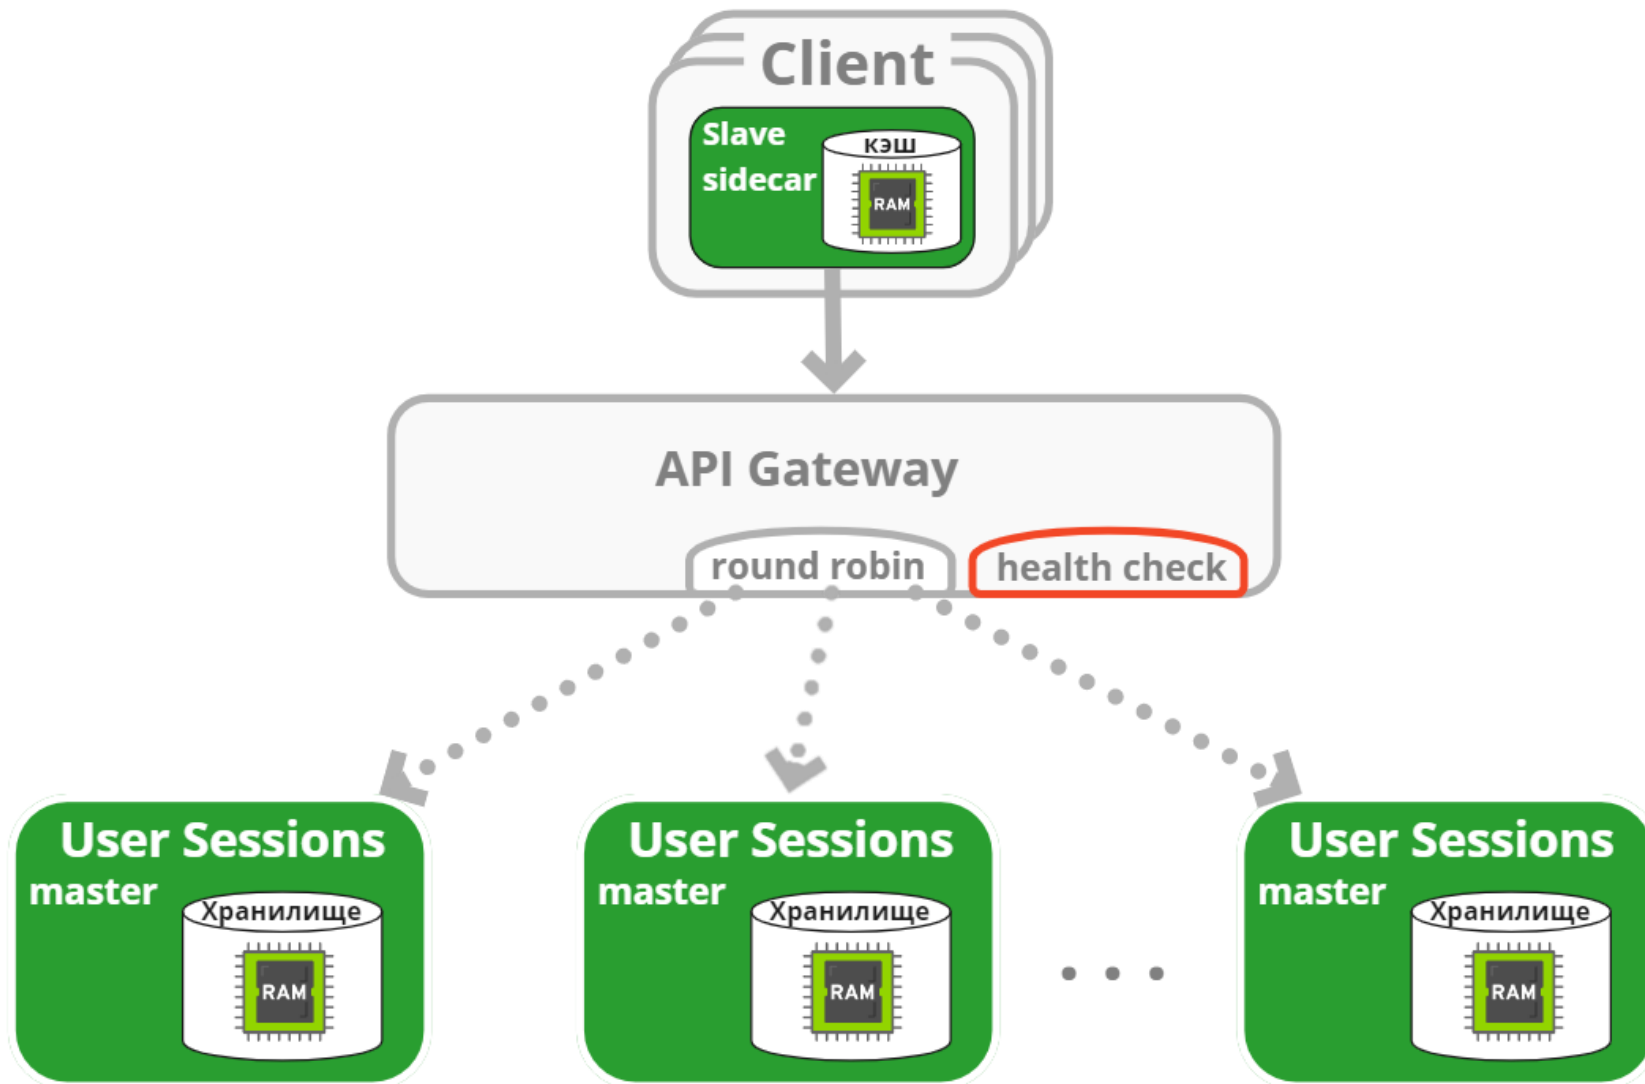 Client
Slave
sidecar
кэш
RAM
API Gateway
round robin
health check
User Sessions
master
Хранилище
RAM
User Sessions
master
Хранилище
RAM
User Sessions
master
Хранилище
RAM